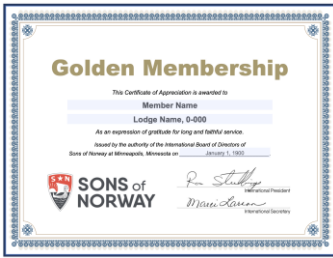 Golden Membership
This Certificate of Appreciation is awarded to
Member Name
Lodge Name, 0-000
As an expression of gratitude for long and faithful service.
Issued by the authority of the International Board of Directors of
Sons of Norway at Minneapolis, Minnesota on January 1, 1900
S N
SONS of
NORWAY
International President
Marci Larson
International Secretary